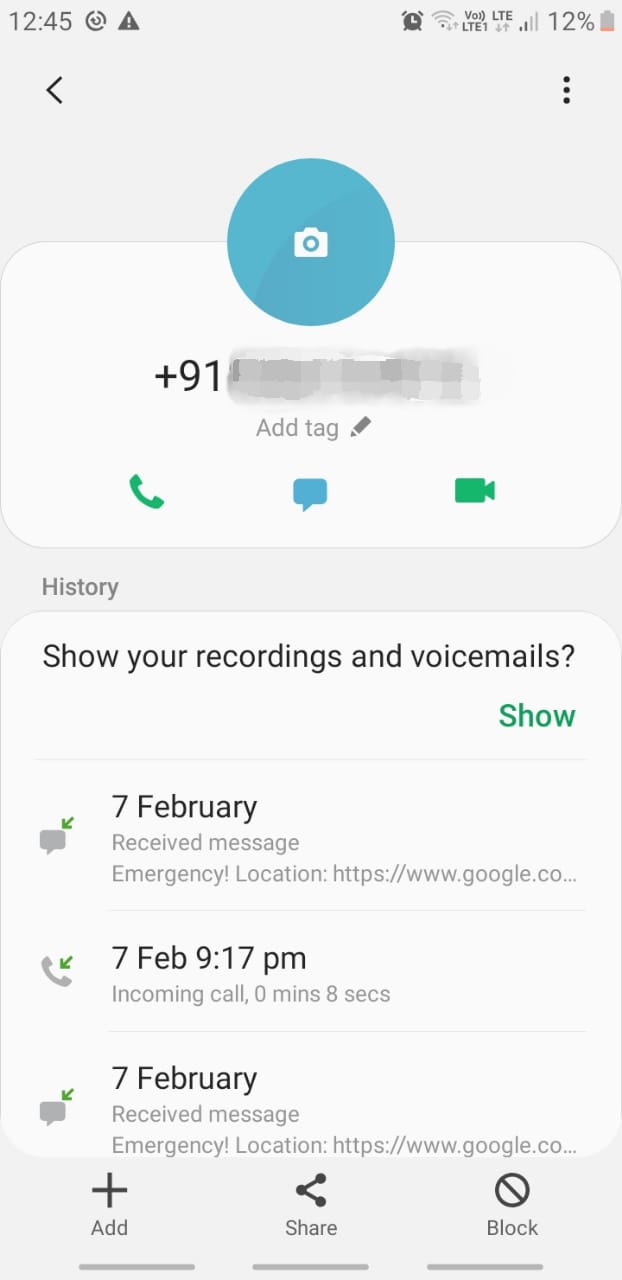 12:45
Vo) LTE
LTE1
12%
+91
Add tag
History
Show your recordings and voicemails?
Show
7 February
Received message
Emergency! Location: https://www.google.co...
7 Feb 9:17 pm
Incoming call, 0 mins 8 secs
7 February
Received message
Emergency! Location: https://www.google.co...
Add
Share
Block